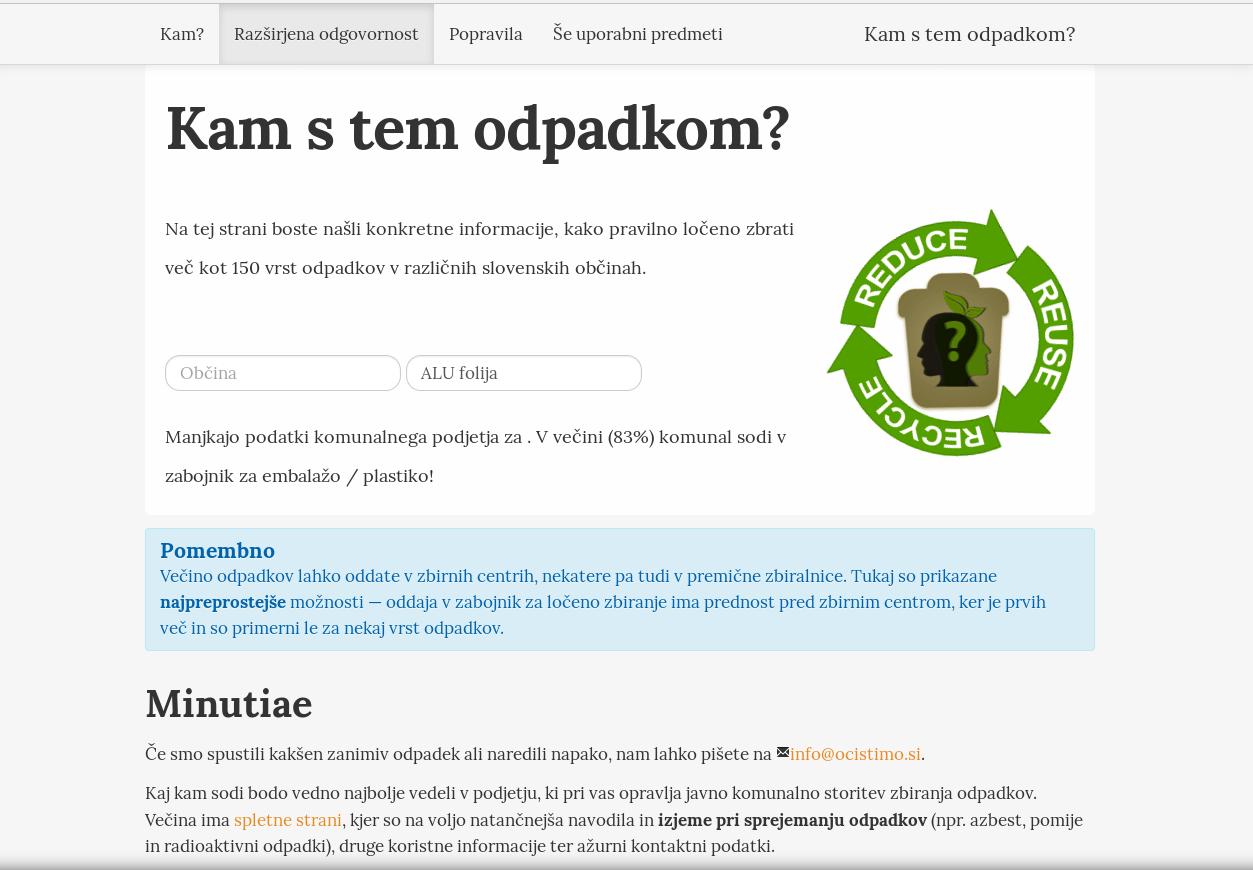 Kam?
Razširjena odgovornost
Popravila
Še uporabni predmeti
Kam s tem odpadkom?
Kam s tem odpadkom?
Na tej strani boste našli konkretne informacije, kako pravilno ločeno zbrati
več kot 150 vrst odpadkov v različnih slovenskih občinah.
REDUCE
REUSE
RECYCLE
?
Občina
ALU folija
Manjkajo podatki komunalnega podjetja za . V večini (83%) komunal sodi v
zabojnik za embalažo / plastiko!
Pomembno
Večino odpadkov lahko oddate v zbirnih centrih, nekatere pa tudi v premične zbiralnice. Tukaj so prikazane
najpreprostejše možnosti — oddaja v zabojnik za ločeno zbiranje ima prednost pred zbirnim centrom, ker je prvih
več in so primerni le za nekaj vrst odpadkov.
Minutiae
Če smo spustili kakšen zanimiv odpadek ali naredili napako, nam lahko pišete na info@ocistimo.si.
Kaj kam sodi bodo vedno najbolje vedeli v podjetju, ki pri vas opravlja javno komunalno storitev zbiranja odpadkov.
Večina ima spletne strani, kjer so na voljo natančnejša navodila in izjeme pri sprejemanju odpadkov (npr. azbest, pomije
in radioaktivni odpadki), druge koristne informacije ter ažurni kontaktni podatki.